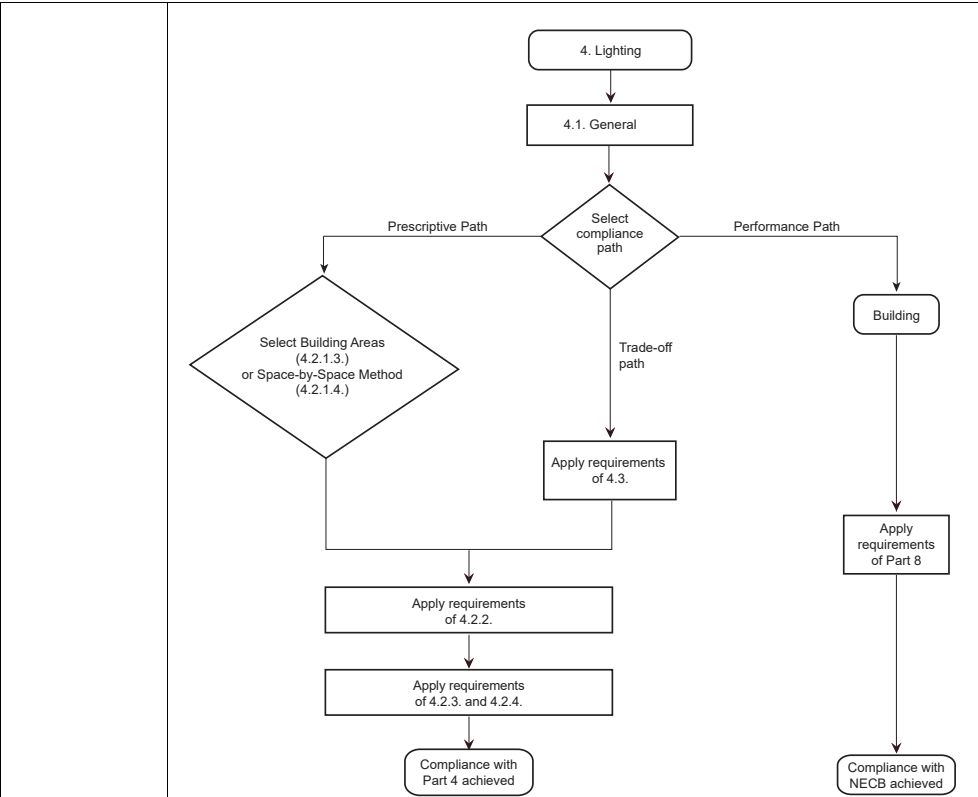 4. Lighting
4.1. General
Select
compliance
path
Prescriptive Path
Performance Path
Building
Select Building Areas
(4.2.1.3.)
or Space-by-Space Method
(4.2.1.4.)
Trade-off
path
Apply requirements
of 4.3.
Apply
requirements
of Part 8
Apply requirements
of 4.2.2.
Apply requirements
of 4.2.3. and 4.2.4.
Compliance with
Part 4 achieved
Compliance with
NECB achieved